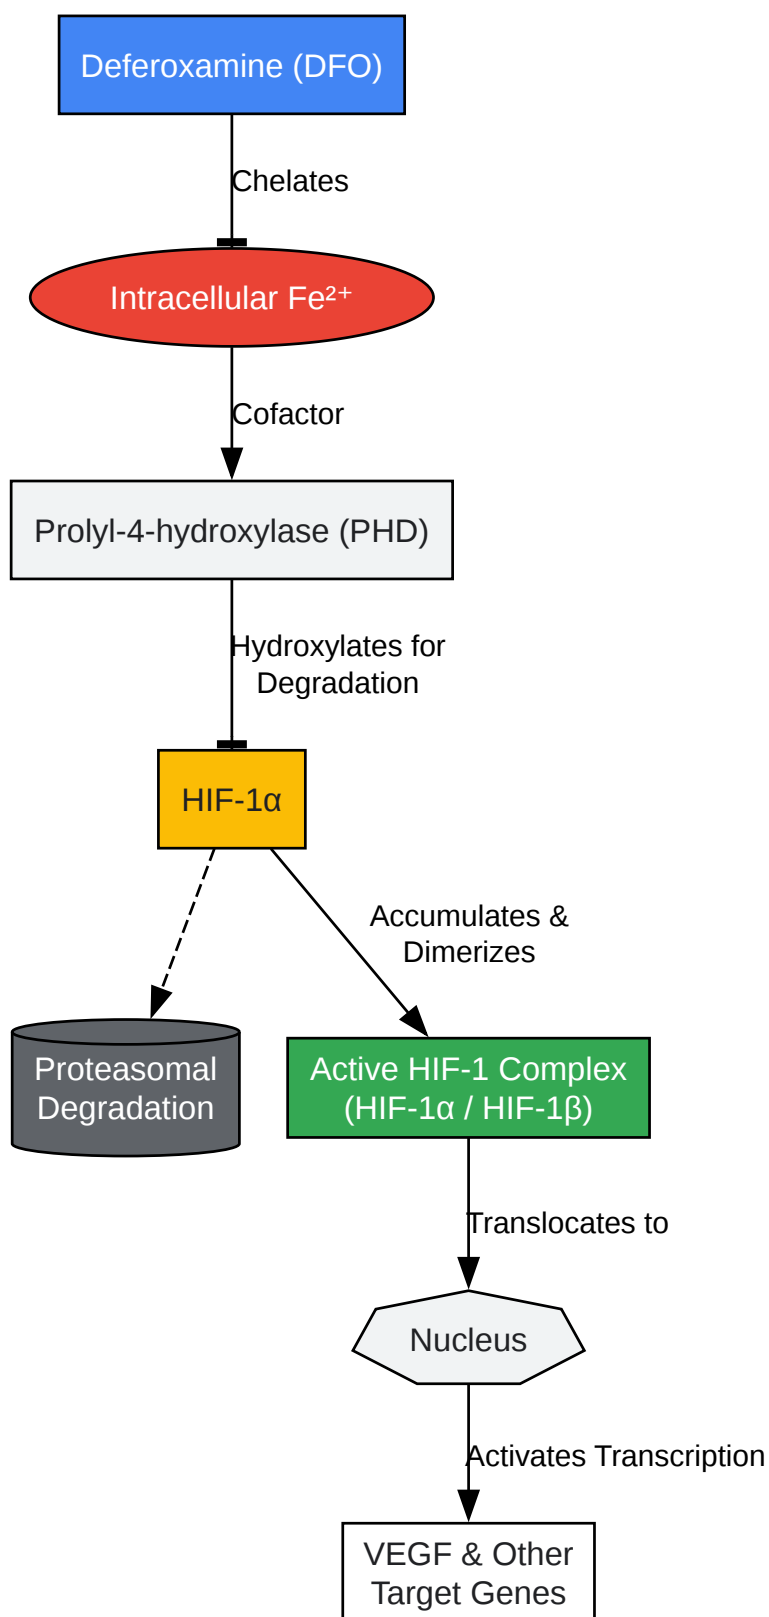 Deferoxamine (DFO)
Chelates
Intracellular Fe²⁺
Cofactor
Prolyl-4-hydroxylase (PHD)
Hydroxylates for
Degradation
HIF-1α
Accumulates &
Dimerizes
Proteasomal
Degradation
Active HIF-1 Complex
(HIF-1α / HIF-1β)
Translocates to
Nucleus
Activates Transcription
VEGF & Other
Target Genes